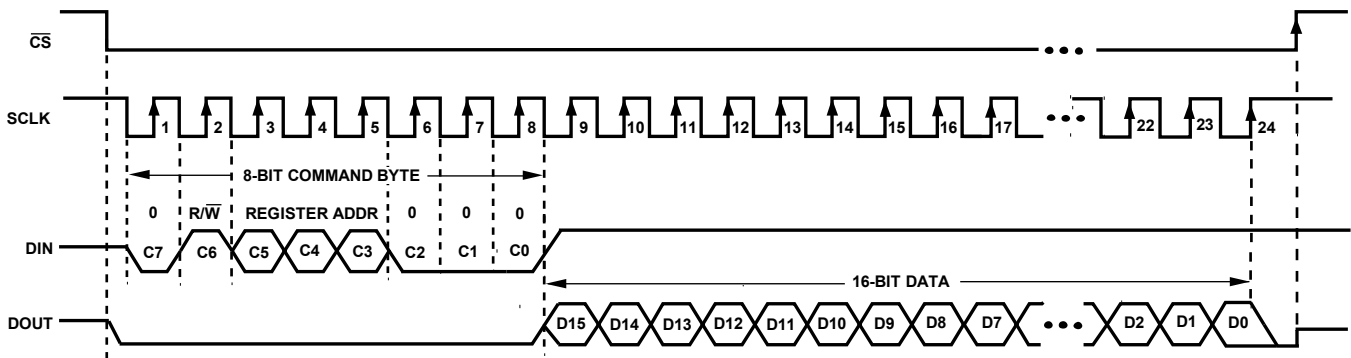 CS
SCLK 1 2 3 4 5 6 7 8 9 10 11 12 13 14 15 16 17 22 23 24
8-BIT COMMAND BYTE
0 R/W REGISTER ADDR 0 0 0
DIN C7 C6 C5 C4 C3 C2 C1 C0
16-BIT DATA
DOUT D15 D14 D13 D12 D11 D10 D9 D8 D7 D2 D1 D0